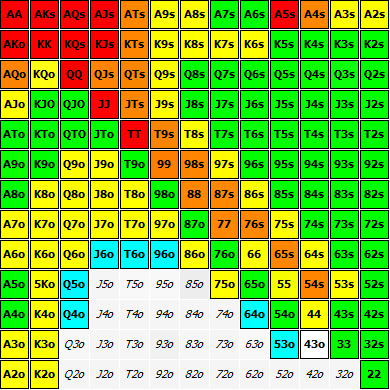 AA AKs AQs AJs ATs A9s A8s A7s A6s A5s A4s A3s A2s
AKo KK KQs KJs KTs K9s K8s K7s K6s K5s K4s K3s K2s
AQo KQo QQ QJs QTs Q9s Q8s Q7s Q6s Q5s Q4s Q3s Q2s
AJo KJO QJO JJ JTs J9s J8s J7s J6s J5s J4s J3s J2s
ATo KTo QTO JTo TT T9s T8s T7s T6s T5s T4s T3s T2s
A9o K9o Q9o J9o T9o 99 98s 97s 96s 95s 94s 93s 92s
A8o K8o Q8o J8o T8o 98o 88 87s 86s 85s 84s 83s 82s
A7o K7o Q7o J7o T7o 97o 87o 77 76s 75s 74s 73s 72s
A6o K6o Q6o J6o T6o 96o 86o 76o 66 65s 64s 63s 62s
A5o 5Ko Q5o J5o T5o 95o 85o 75o 65o 55 54s 53s 52s
A4o K4o Q4o J4o T4o 94o 84o 74o 64o 54o 44 43s 42s
A3o K3o Q3o J3o T3o 93o 83o 73o 63o 53o 43o 33 32s
A2o K2o Q2o J2o T2o 92o 82o 72o 62o 52o 42o 32o 22